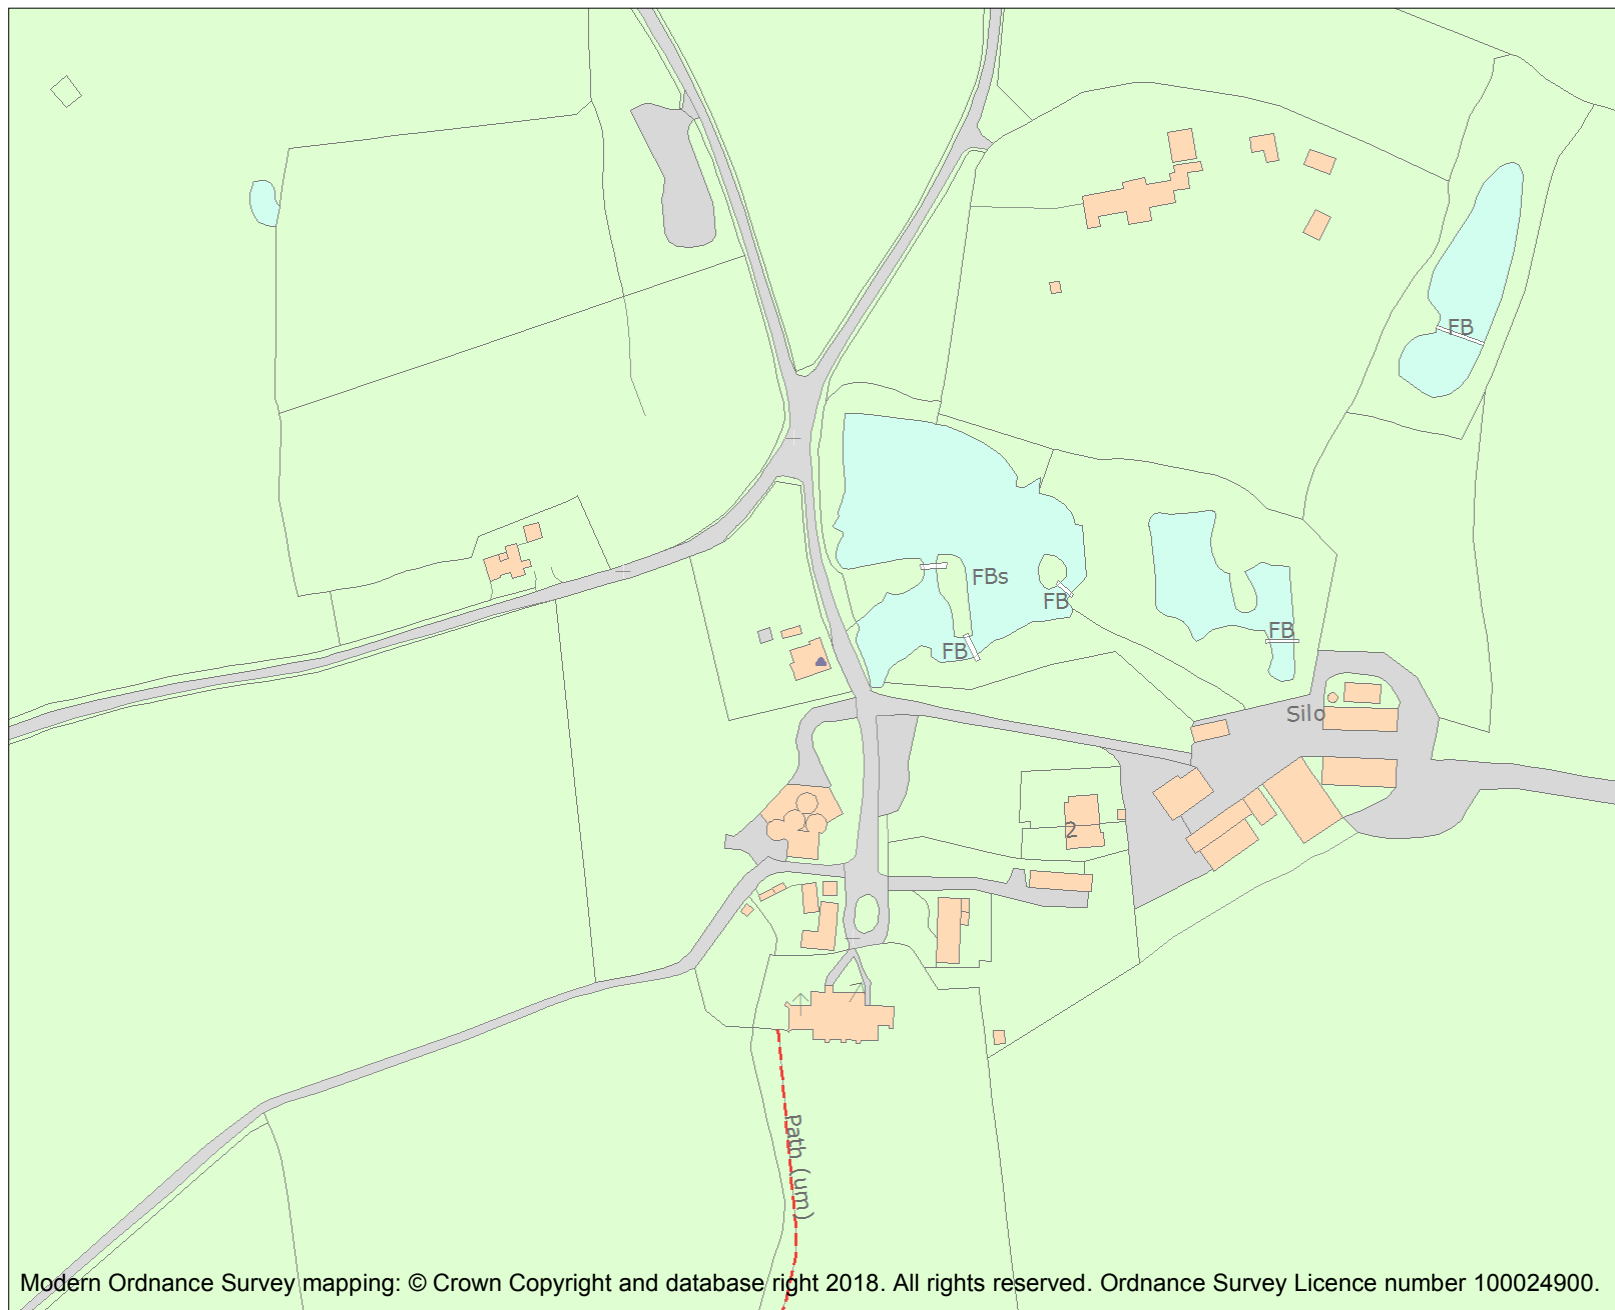 FB
FBs
FB
FB
FB
Silo
2
Path (um)
Modern Ordnance Survey mapping: © Crown Copyright and database right 2018. All rights reserved. Ordnance Survey Licence number 100024900.